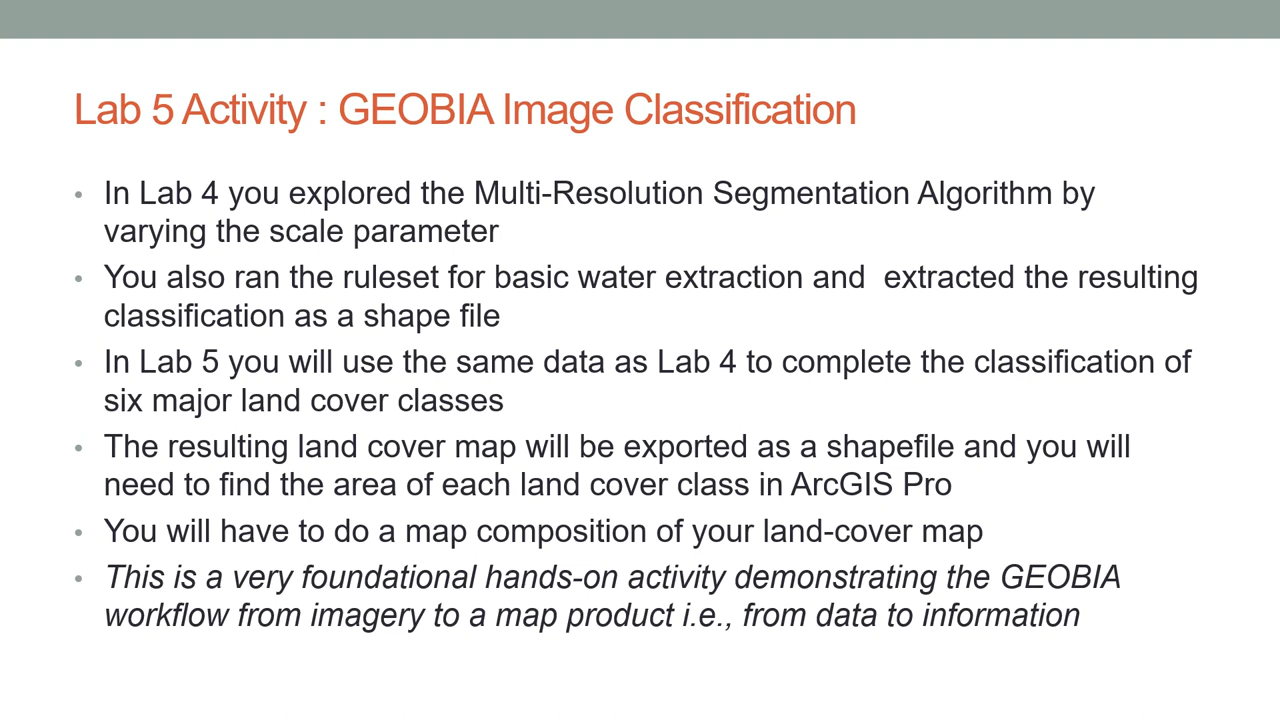 Lab 5 Activity : GEOBIA Image Classification
• In Lab 4 you explored the Multi-Resolution Segmentation Algorithm by
varying the scale parameter
• You also ran the ruleset for basic water extraction and  extracted the resulting
classification as a shape file
• In Lab 5 you will use the same data as Lab 4 to complete the classification of
six major land cover classes
• The resulting land cover map will be exported as a shapefile and you will
need to find the area of each land cover class in ArcGIS Pro
• You will have to do a map composition of your land-cover map
• This is a very foundational hands-on activity demonstrating the GEOBIA
workflow from imagery to a map product i.e., from data to information